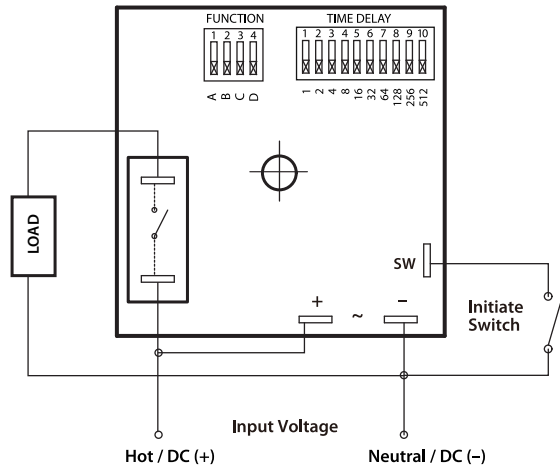 FUNCTION
TIME DELAY
1 2 3 4
1 2 3 4 5 6 7 8 9 10
A B C D
1 2 4 8 16 32 64 128 256 512
LOAD
SW
+ ~ −
Initiate
Switch
Input Voltage
Hot / DC (+)
Neutral / DC (−)